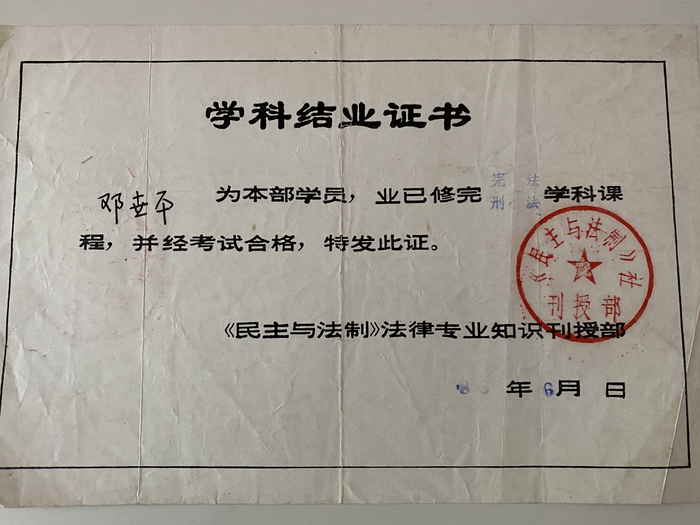 学科结业证书
邓世平 为本部学员，业已修完 宪法 刑法 学科课
程，并经考试合格，特发此证。
《民主与法制》社
刊授部
《民主与法制》法律专业知识刊授部
8 年6月 日